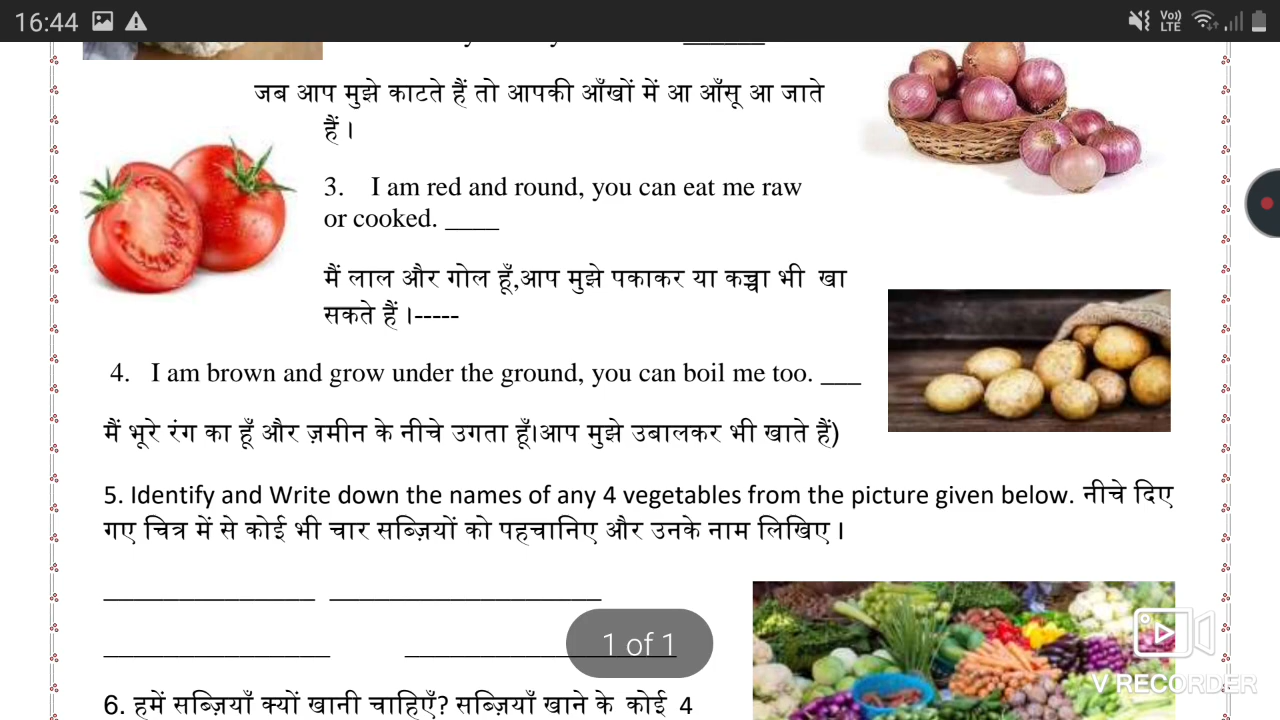 16:44
Vo)) LTE
जब आप मुझे काटते हैं तो आपकी आँखों में आ आँसू आ जाते
हैं ।
3. I am red and round, you can eat me raw
or cooked. ____
मैं लाल और गोल हूँ,आप मुझे पकाकर या कच्चा भी खा
सकते हैं ।-----
4. I am brown and grow under the ground, you can boil me too. ___
मैं भूरे रंग का हूँ और ज़मीन के नीचे उगता हूँ।आप मुझे उबालकर भी खाते हैं)
5. Identify and Write down the names of any 4 vegetables from the picture given below. नीचे दिए
गए चित्र में से कोई भी चार सब्ज़ियों को पहचानिए और उनके नाम लिखिए ।
1 of 1
V RECORDER
6. हमें सब्ज़ियाँ क्यों खानी चाहिएँ? सब्ज़ियाँ खाने के कोई 4